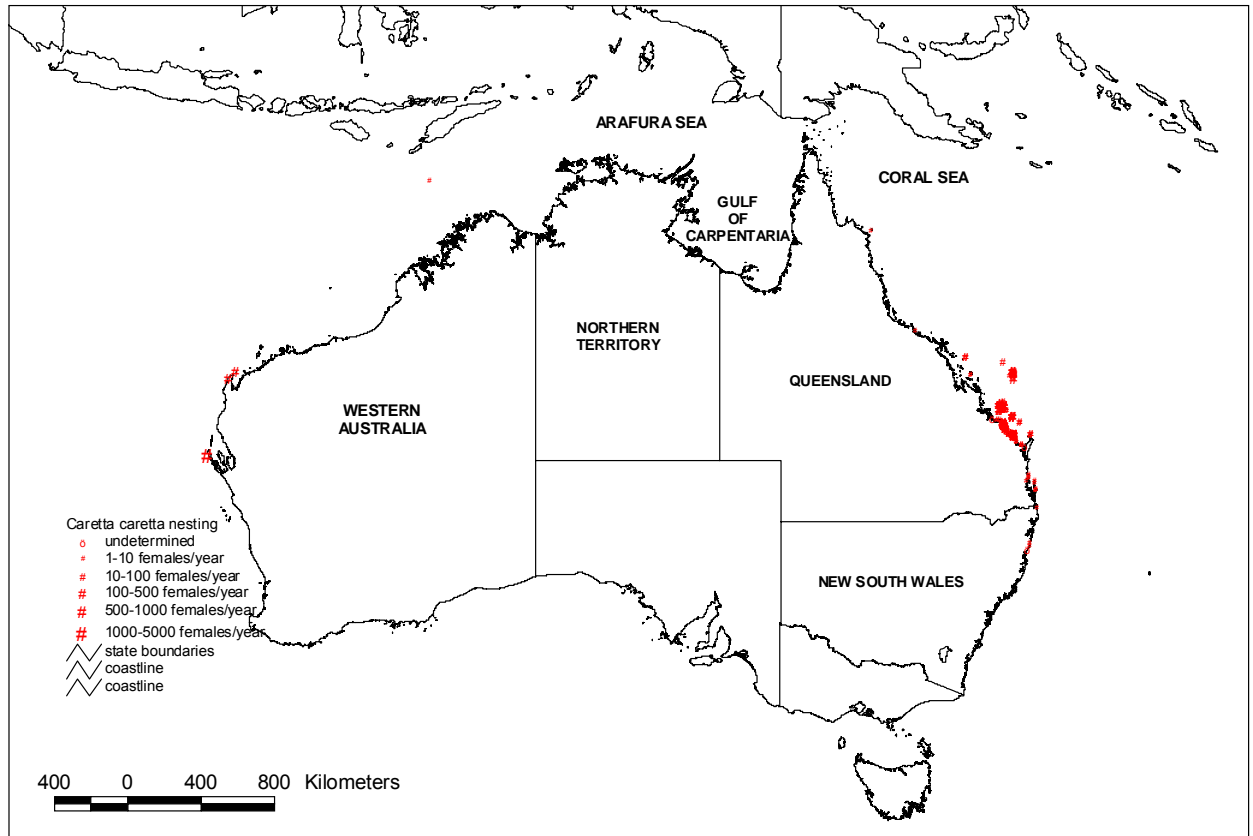 ARAFURA SEA
CORAL SEA
GULF
OF
CARPENTARIA
NORTHERN
TERRITORY
QUEENSLAND
WESTERN
AUSTRALIA
NEW SOUTH WALES
Caretta caretta nesting
ö undetermined
# 1-10 females/year
# 10-100 females/year
# 100-500 females/year
# 500-1000 females/year
# 1000-5000 females/year
state boundaries
coastline
coastline
400 0 400 800 Kilometers